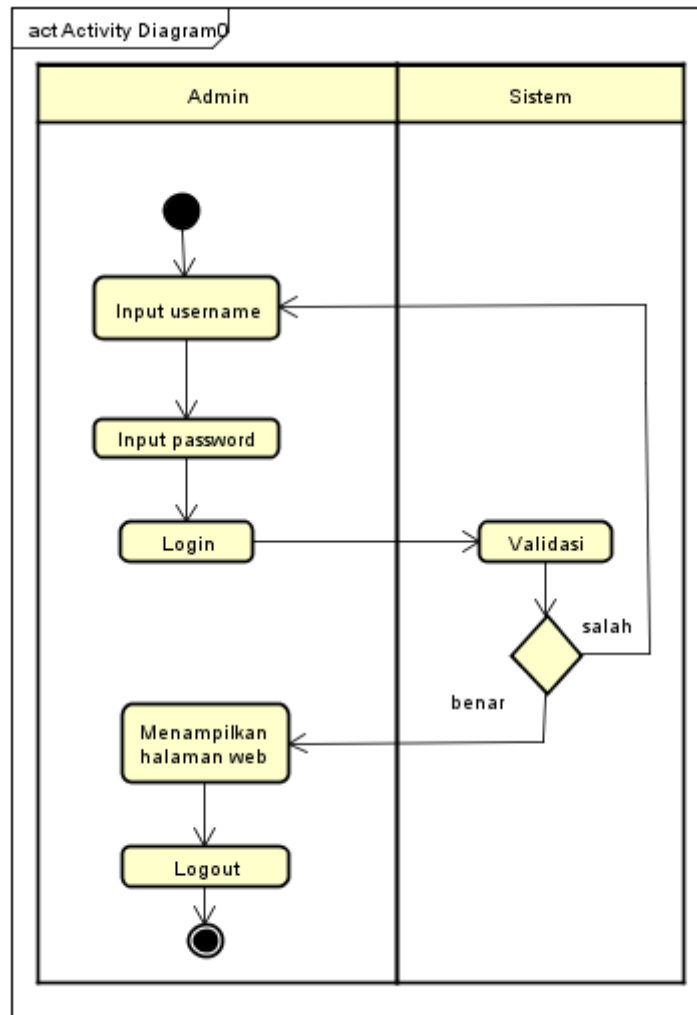 act Activity Diagram0
Admin
Sistem
Input username
Input password
Login
Validasi
salah
benar
Menampilkan
halaman web
Logout